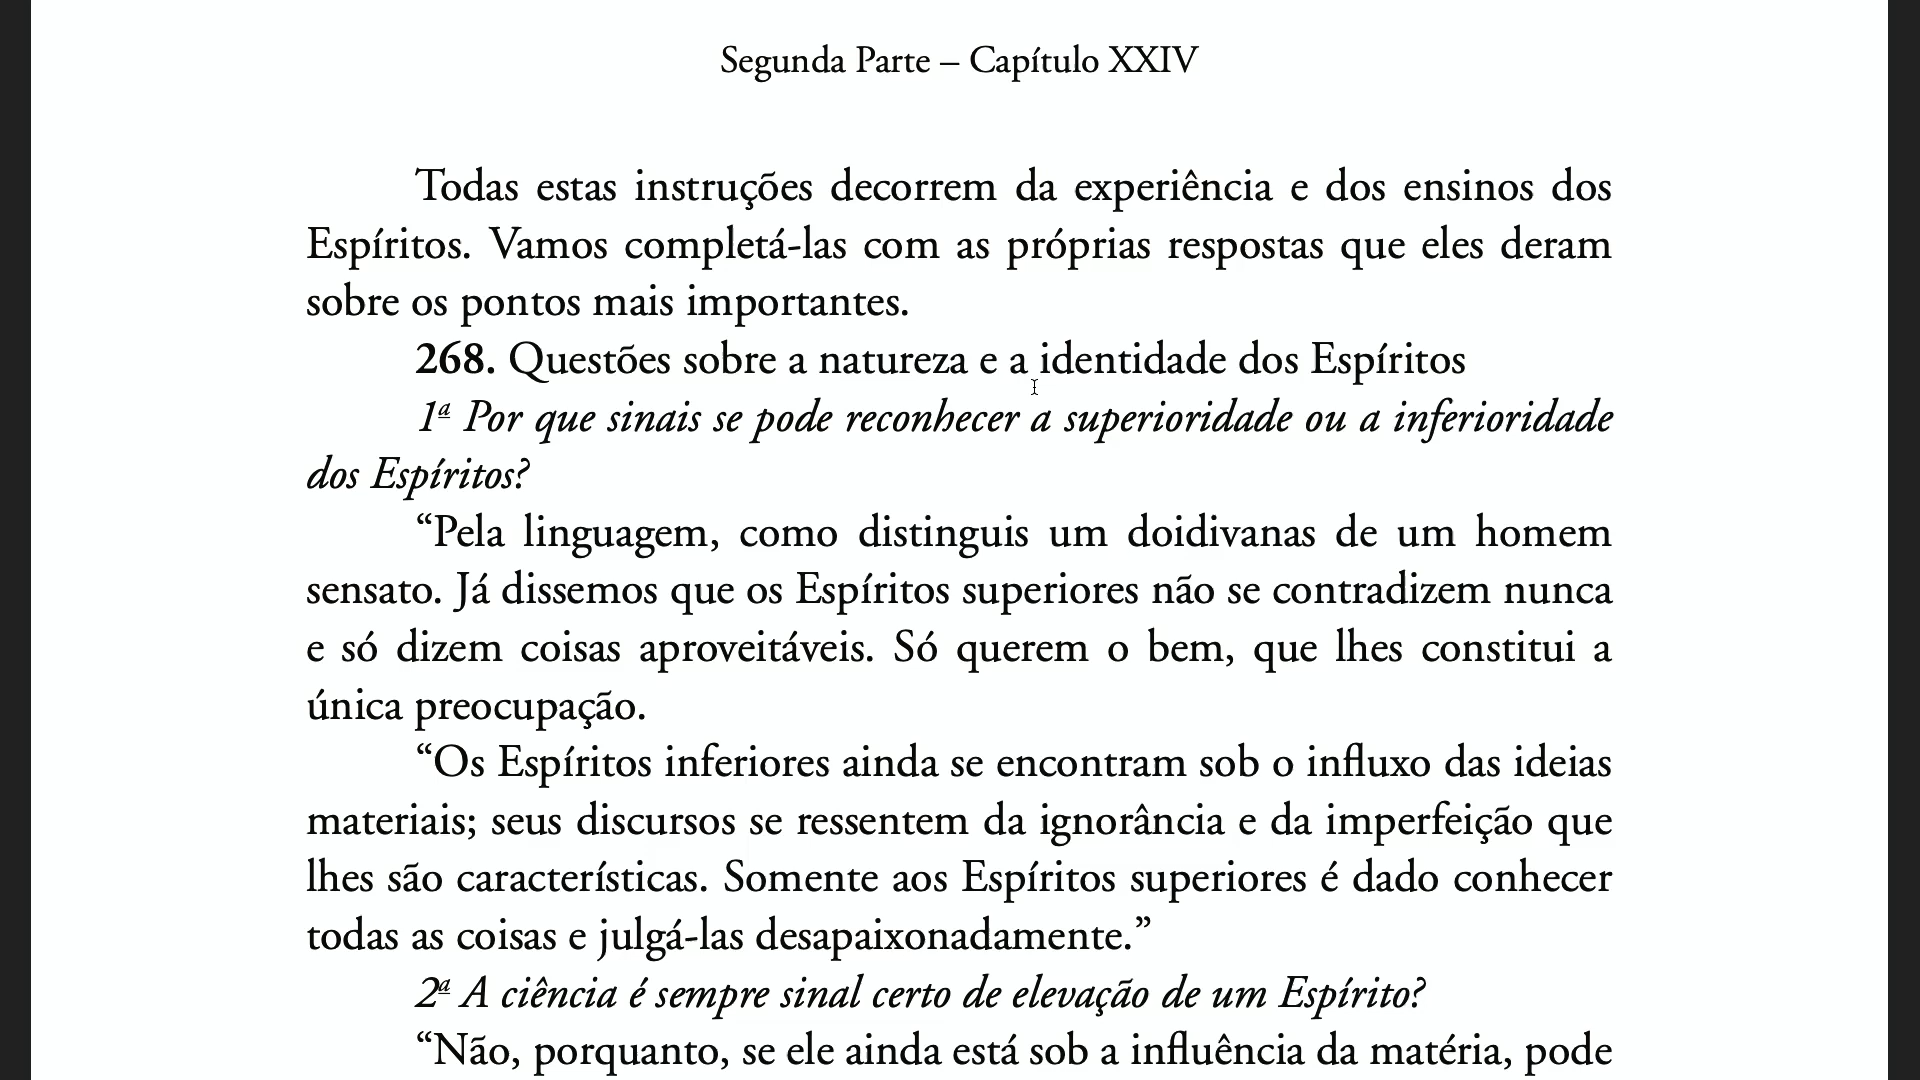 Segunda Parte – Capítulo XXIV
Todas estas instruções decorrem da experiência e dos ensinos dos
Espíritos. Vamos completá-las com as próprias respostas que eles deram
sobre os pontos mais importantes.
268. Questões sobre a natureza e a identidade dos Espíritos
1ª Por que sinais se pode reconhecer a superioridade ou a inferioridade
dos Espíritos?
“Pela linguagem, como distinguis um doidivanas de um homem
sensato. Já dissemos que os Espíritos superiores não se contradizem nunca
e só dizem coisas aproveitáveis. Só querem o bem, que lhes constitui a
única preocupação.
“Os Espíritos inferiores ainda se encontram sob o influxo das ideias
materiais; seus discursos se ressentem da ignorância e da imperfeição que
lhes são características. Somente aos Espíritos superiores é dado conhecer
todas as coisas e julgá-las desapaixonadamente.”
2ª A ciência é sempre sinal certo de elevação de um Espírito?
“Não, porquanto, se ele ainda está sob a influência da matéria, pode